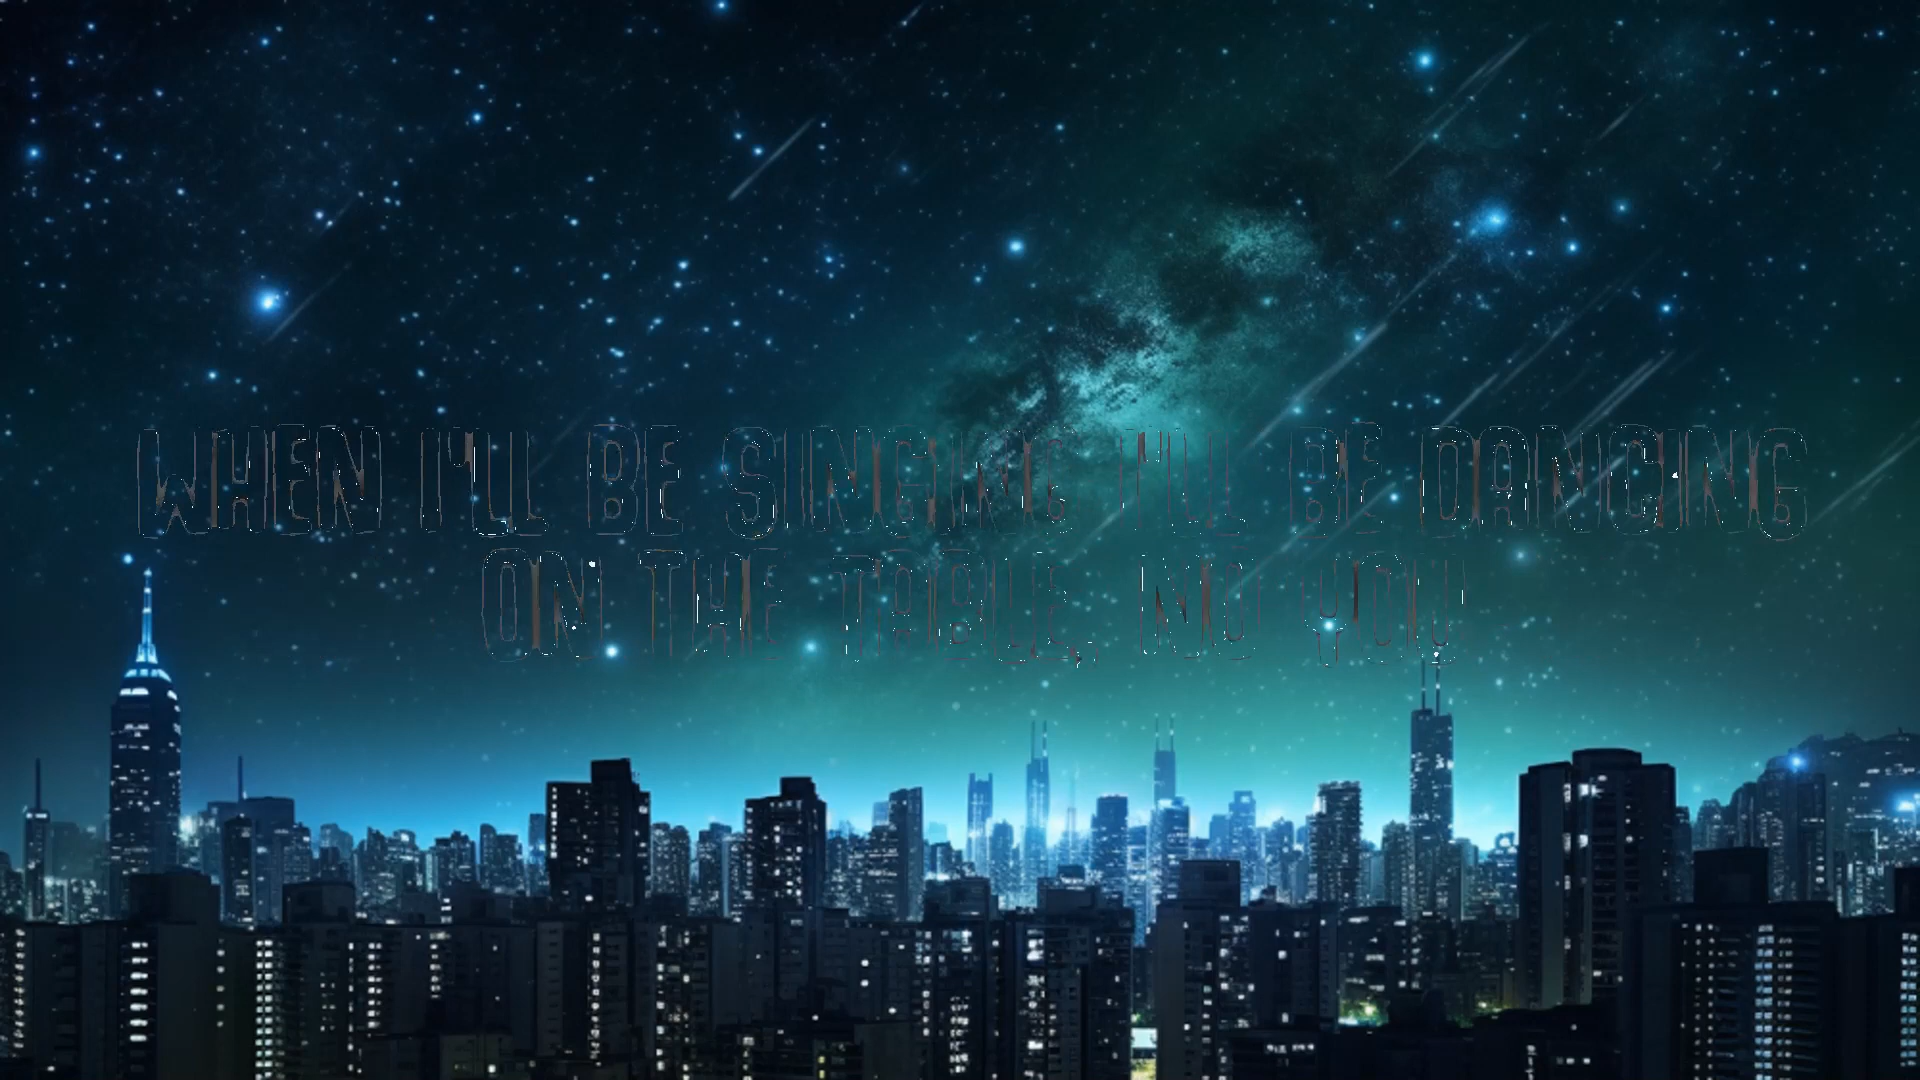 WHEN I'LL BE SINGING I'LL BE DANCING
ON THE TABLE, NO YOU